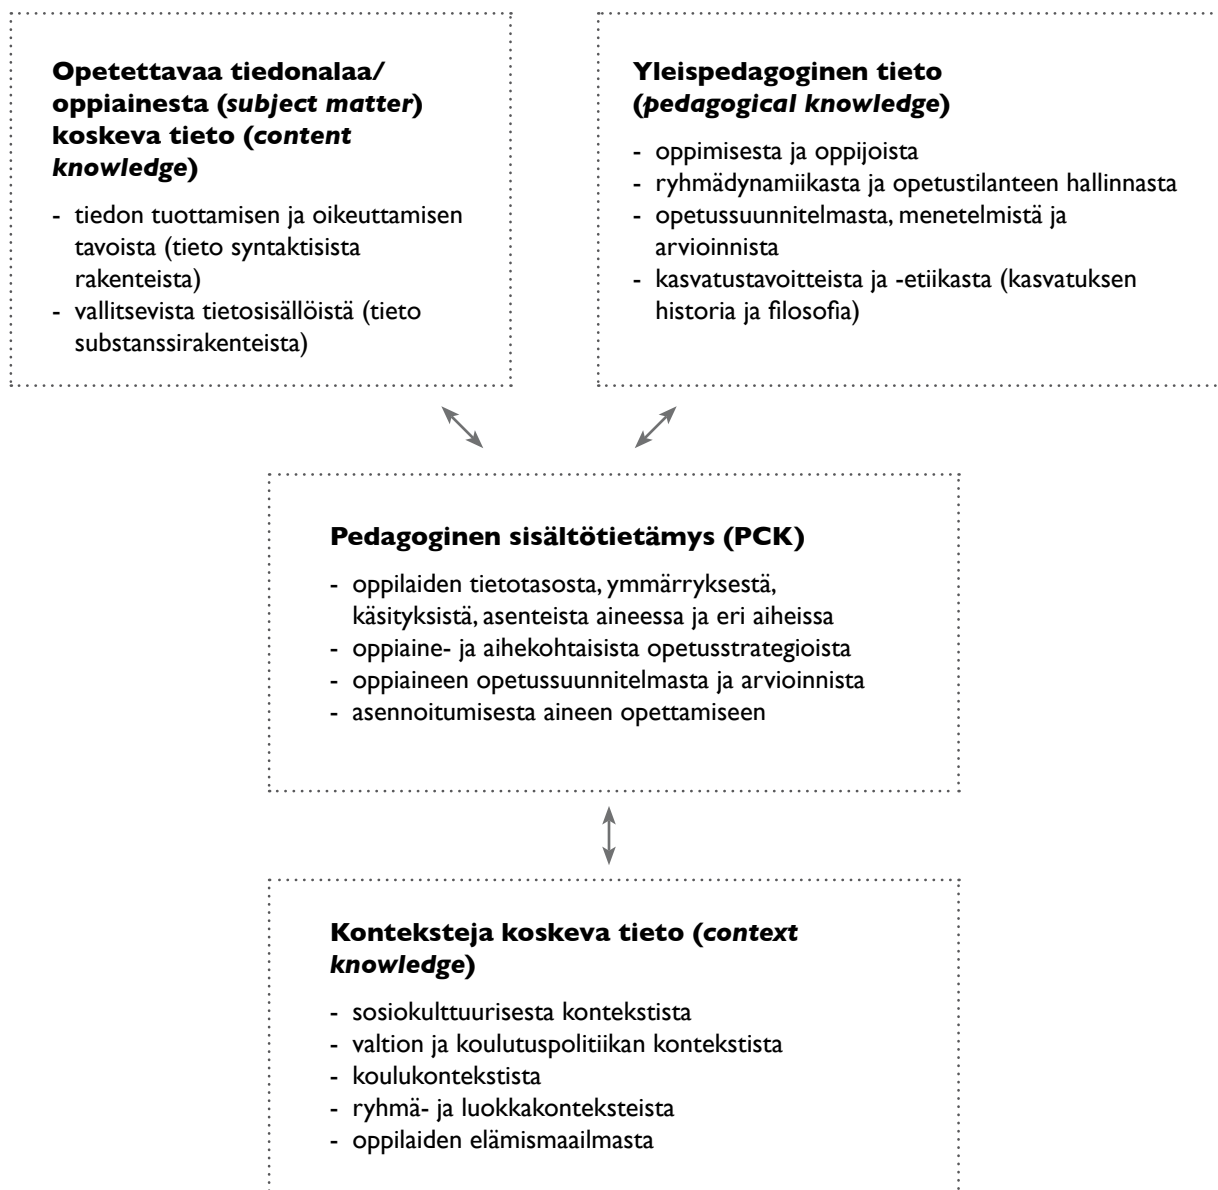 Opetettavaa tiedonalaa/
oppiainesta (subject matter)
koskeva tieto (content
knowledge)
- tiedon tuottamisen ja oikeuttamisen
tavoista (tieto syntaktisista
rakenteista)
- vallitsevista tietosisällöistä (tieto
substanssirakenteista)
Yleispedagoginen tieto
(pedagogical knowledge)
- oppimisesta ja oppijoista
- ryhmädynamiikasta ja opetustilanteen hallinnasta
- opetussuunnitelmasta, menetelmistä ja
arvioinnista
- kasvatustavoitteista ja -etiikasta (kasvatuksen
historia ja filosofia)
Pedagoginen sisältötietämys (PCK)
- oppilaiden tietotasosta, ymmärryksestä,
käsityksistä, asenteista aineessa ja eri aiheissa
- oppiaine- ja aihekohtaisista opetusstrategioista
- oppiaineen opetussuunnitelmasta ja arvioinnista
- asennoitumisesta aineen opettamiseen
Konteksteja koskeva tieto (context
knowledge)
- sosiokulttuurisesta kontekstista
- valtion ja koulutuspolitiikan kontekstista
- koulukontekstista
- ryhmä- ja luokkakonteksteista
- oppilaiden elämismaailmasta